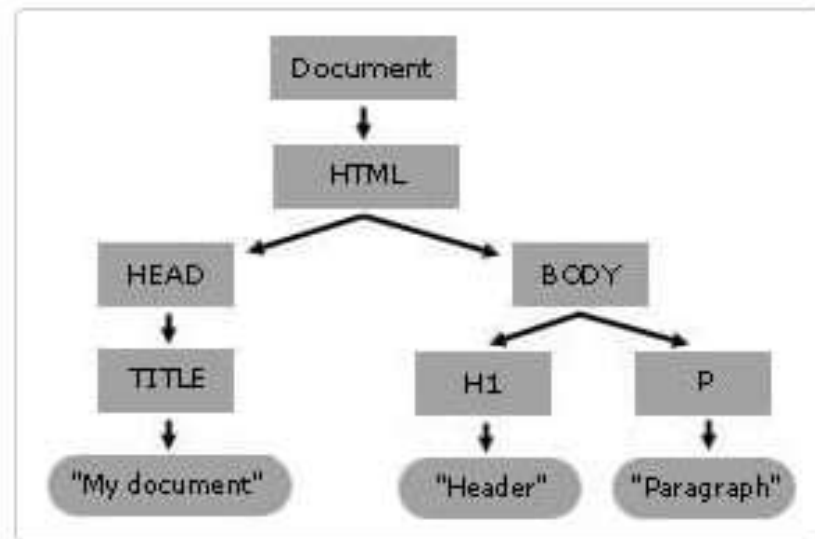 Document
HTML
HEAD BODY
TITLE H1 P
"My document" "Header" "Paragraph"